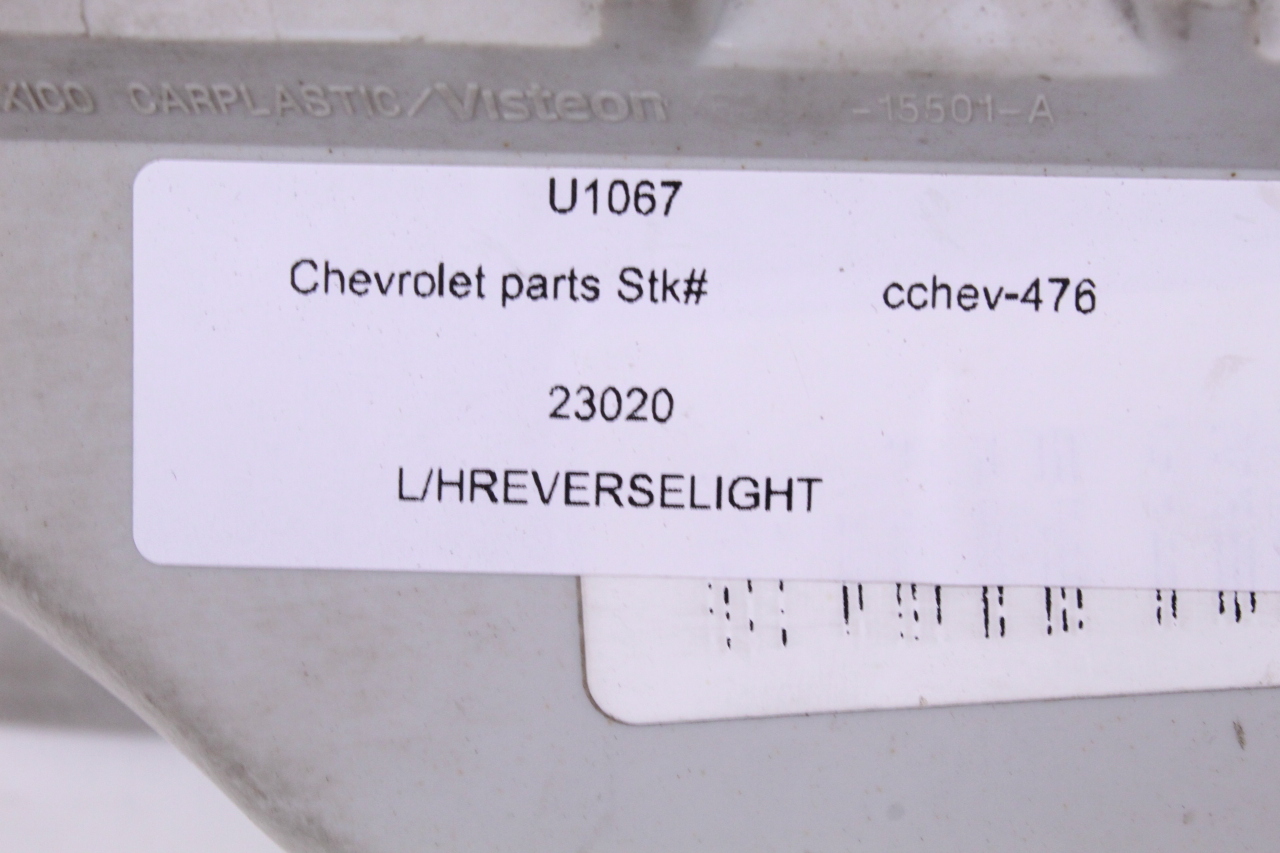 XICO CARPLASTIC/Visteon -15501-A
U1067
Chevrolet parts Stk# cchev-476
23020
L/HREVERSELIGHT